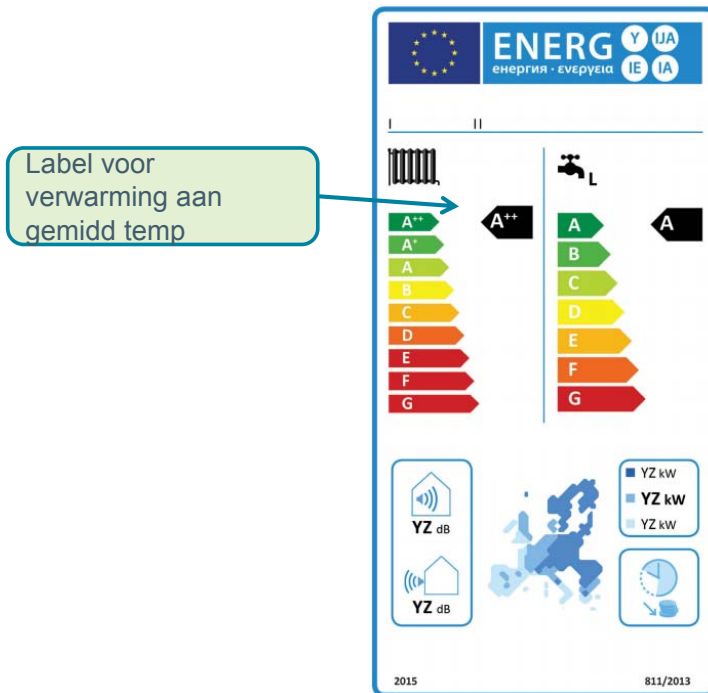 ENERG Y IJA
енергия · ενεργεια IE IA
I II
Label voor
verwarming aan
gemidd temp
L
A++ A++ A A
A+ B
A C
B D
C E
D F
E G
F
G
YZ kW
YZ kW
YZ kW
YZ dB
YZ dB
2015 811/2013